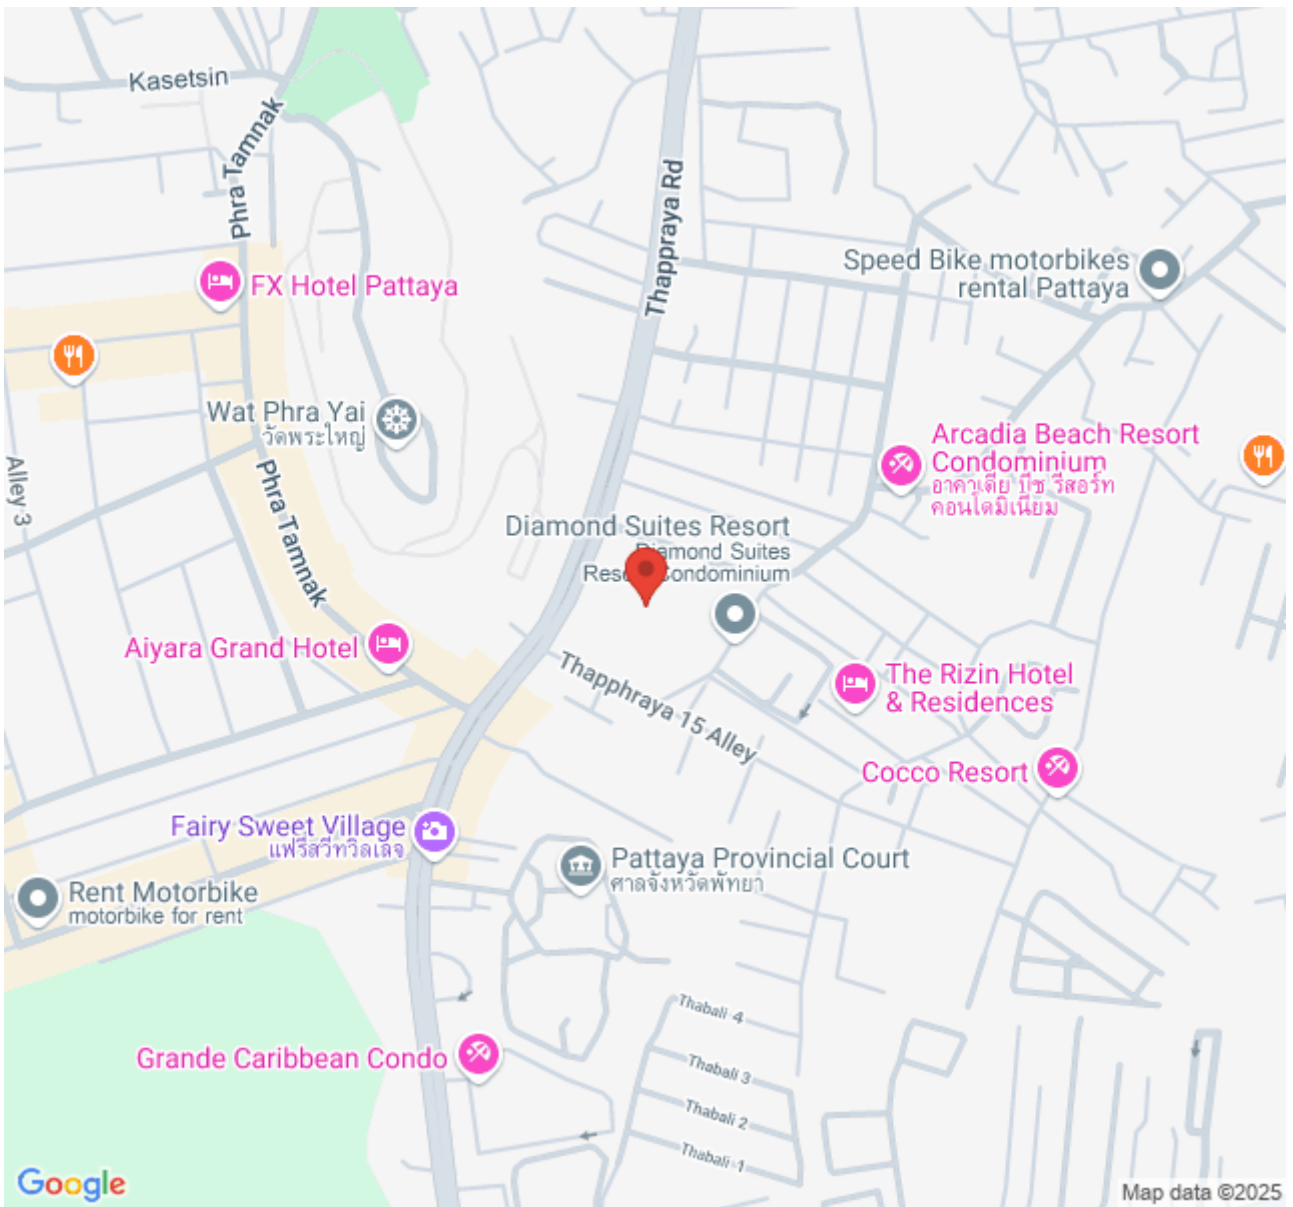 Kasetsin
Phra Tamnak
Thappraya Rd
Speed Bike motorbikes
rental Pattaya
FX Hotel Pattaya
Wat Phra Yai
วัดพระใหญ่
Arcadia Beach Resort
Condominium
อาคาเดีย บีช รีสอร์ท
คอนโดมิเนียม
Alley 3
Phra Tamnak
Diamond Suites Resort
Diamond Suites
Resort Condominium
Aiyara Grand Hotel
Thapphraya 15 Alley
The Rizin Hotel
& Residences
Cocco Resort
Fairy Sweet Village
แฟรี่สวีทวิลเลจ
Pattaya Provincial Court
ศาลจังหวัดพัทยา
Rent Motorbike
motorbike for rent
Thabali 4
Grande Caribbean Condo
Thabali 3
Thabali 2
Thabali 1
Google
Map data ©2025